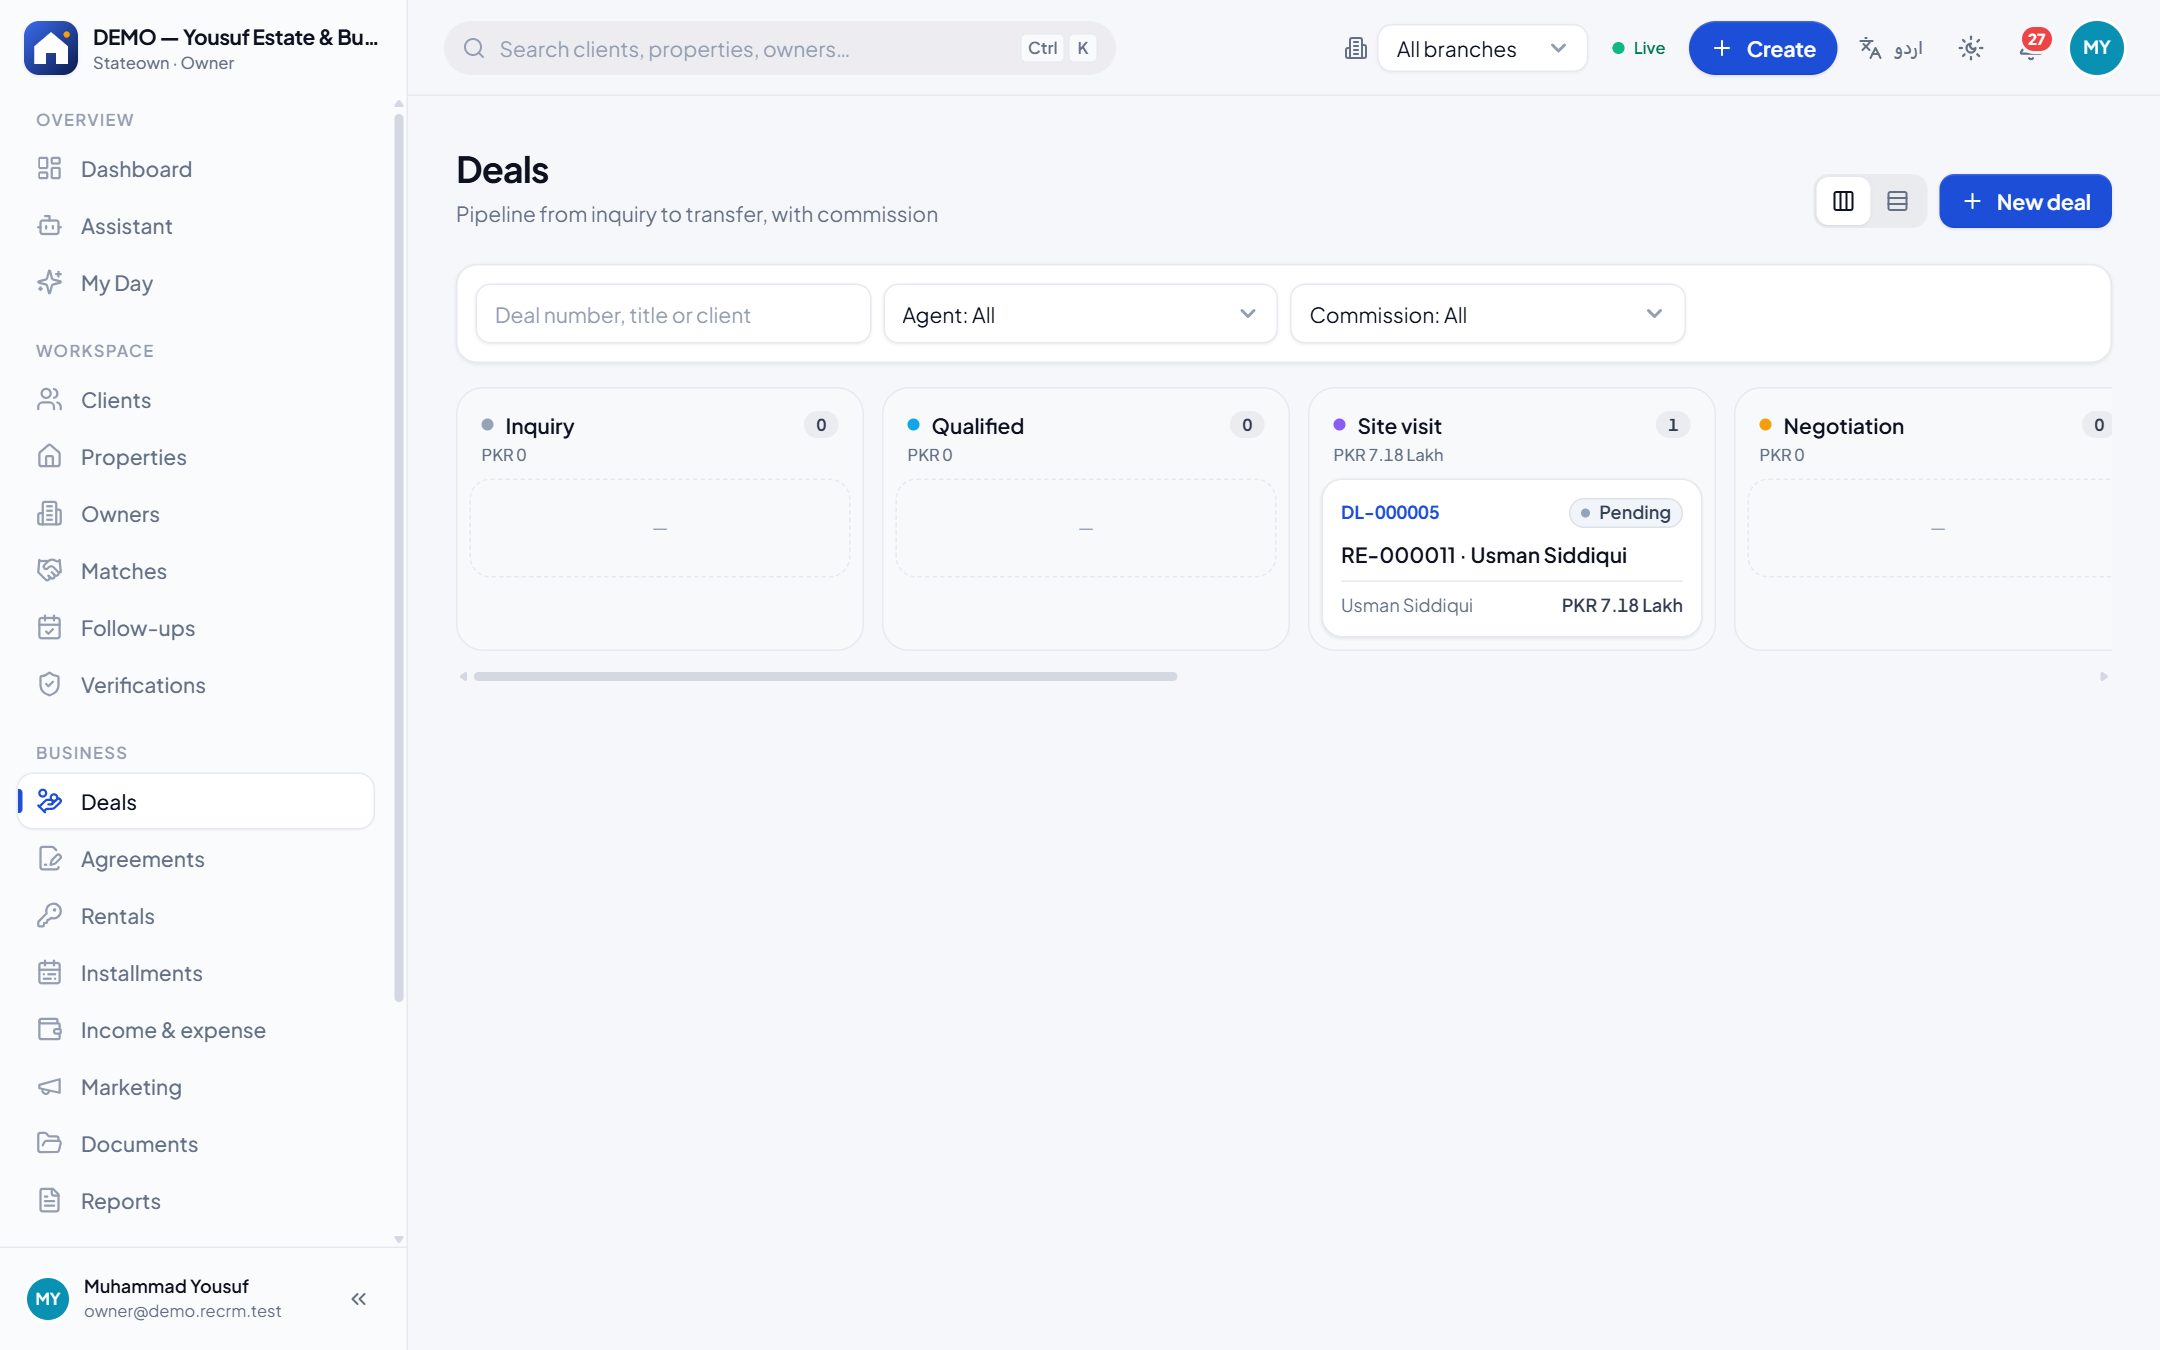 DEMO — Yousuf Estate & Bu...
Stateown · Owner
Search clients, properties, owners...
Ctrl K
All branches
Live
+ Create
اردو
27
MY
OVERVIEW
Dashboard
Assistant
My Day
WORKSPACE
Clients
Properties
Owners
Matches
Follow-ups
Verifications
BUSINESS
Deals
Agreements
Rentals
Installments
Income & expense
Marketing
Documents
Reports
MY
Muhammad Yousuf
owner@demo.recrm.test
Deals
Pipeline from inquiry to transfer, with commission
+ New deal
Deal number, title or client
Agent: All
Commission: All
Inquiry 0
PKR 0
—
Qualified 0
PKR 0
—
Site visit 1
PKR 7.18 Lakh
DL-000005 Pending
RE-000011 · Usman Siddiqui
Usman Siddiqui PKR 7.18 Lakh
Negotiation 0
PKR 0
—